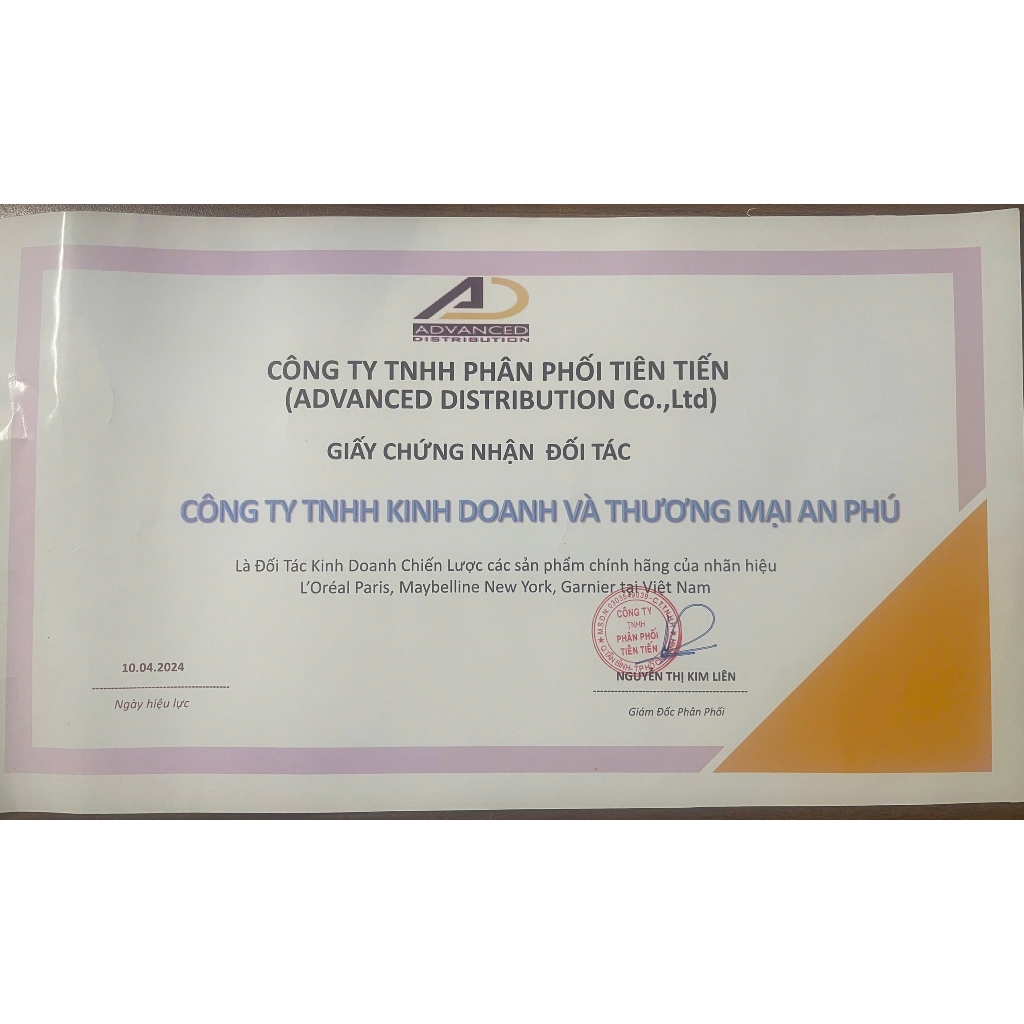 AD
ADVANCED
DISTRIBUTION
CÔNG TY TNHH PHÂN PHỐI TIÊN TIẾN
(ADVANCED DISTRIBUTION Co.,Ltd)
GIẤY CHỨNG NHẬN ĐỐI TÁC
CÔNG TY TNHH KINH DOANH VÀ THƯƠNG MẠI AN PHÚ
Là Đối Tác Kinh Doanh Chiến Lược các sản phẩm chính hãng của nhãn hiệu
L'Oréal Paris, Maybelline New York, Garnier tại Việt Nam
CÔNG TY
TNHH
PHÂN PHỐI
TIÊN TIẾN
10.04.2024
NGUYỄN THỊ KIM LIÊN
Ngày hiệu lực
Giám Đốc Phân Phối